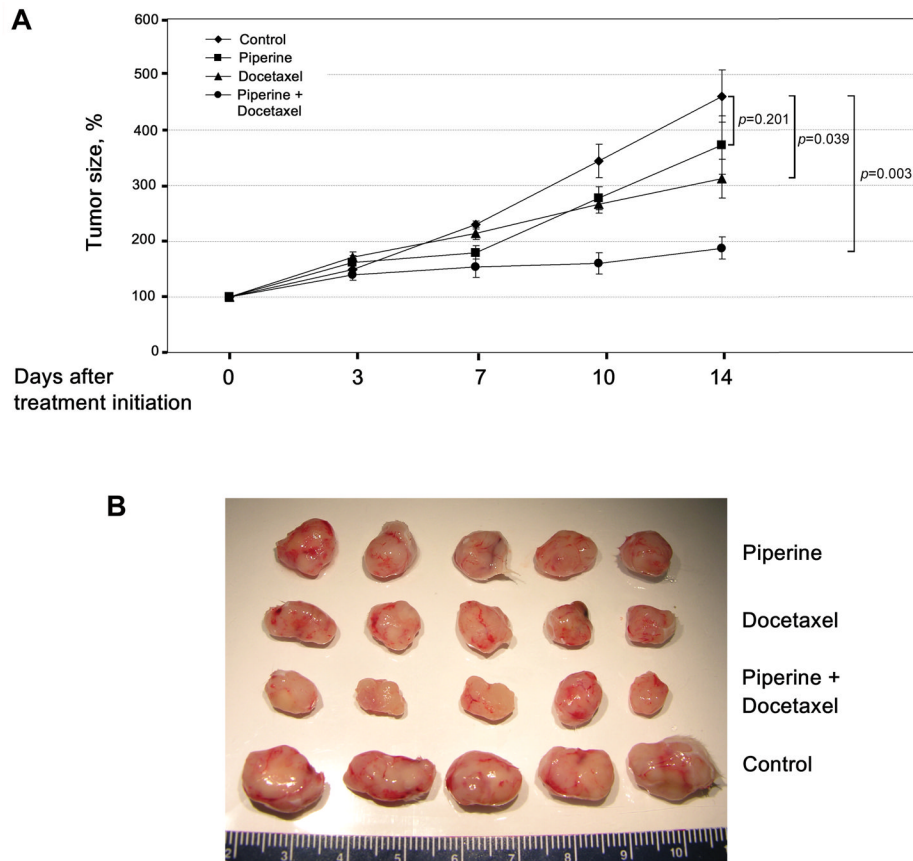 A
600
500
400
300
200
100
0
Tumor size, %
Control
Piperine
Docetaxel
Piperine +
Docetaxel
p=0.201
p=0.039
p=0.003
Days after
treatment initiation
0 3 7 10 14
B
Piperine
Docetaxel
Piperine +
Docetaxel
Control
2 3 4 5 6 7 8 9 10